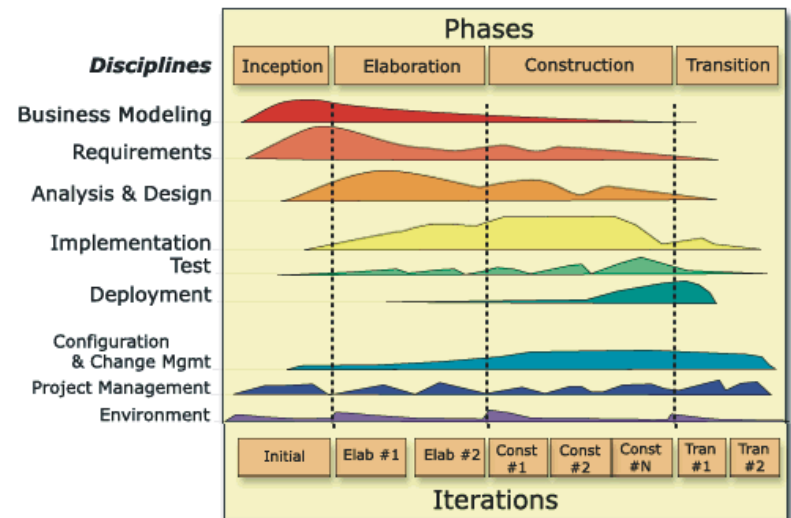 Phases
Disciplines
Inception
Elaboration
Construction
Transition
Business Modeling
Requirements
Analysis & Design
Implementation
Test
Deployment
Configuration
& Change Mgmt
Project Management
Environment
Initial
Elab #1
Elab #2
Const
#1
Const
#2
Const
#N
Tran
#1
Tran
#2
Iterations